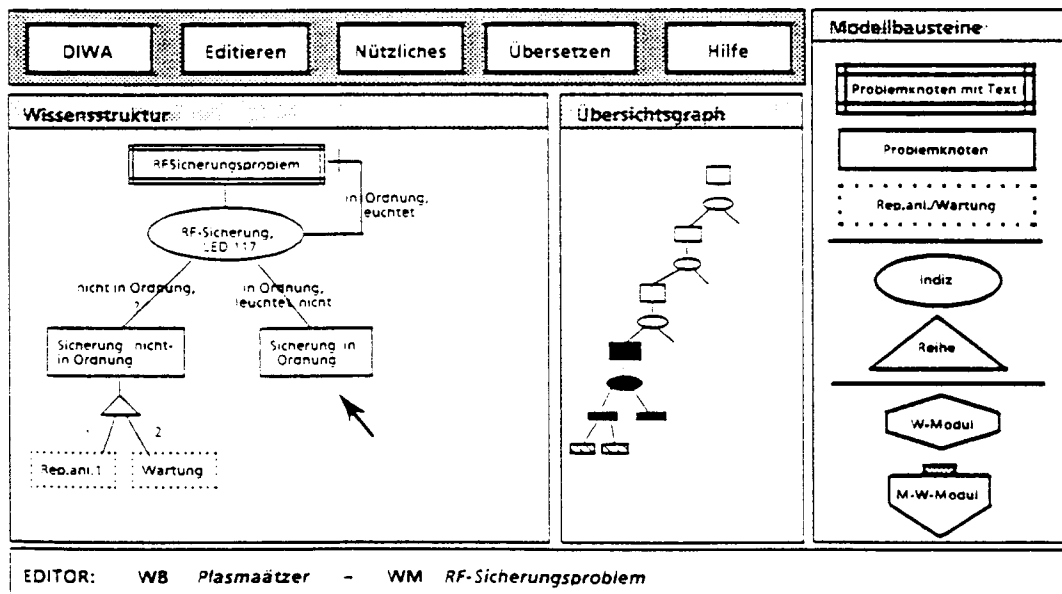 DIWA
Editieren
Nützliches
Übersetzen
Hilfe
Wissensstruktur
RFSicherungsproblem
in Ordnung,
leuchtet
RF-Sicherung,
LED 117
nicht in Ordnung,
in Ordnung,
leuchtet nicht
Sicherung nicht-
in Ordnung
Sicherung in
Ordnung
1
2
Rep.anl.1
Wartung
Übersichtsgraph
Modellbausteine
Problemknoten mit Text
Problemknoten
Rep.anl./Wartung
Indiz
Reihe
W-Modul
M-W-Modul
EDITOR: WB Plasmaätzer – WM RF-Sicherungsproblem